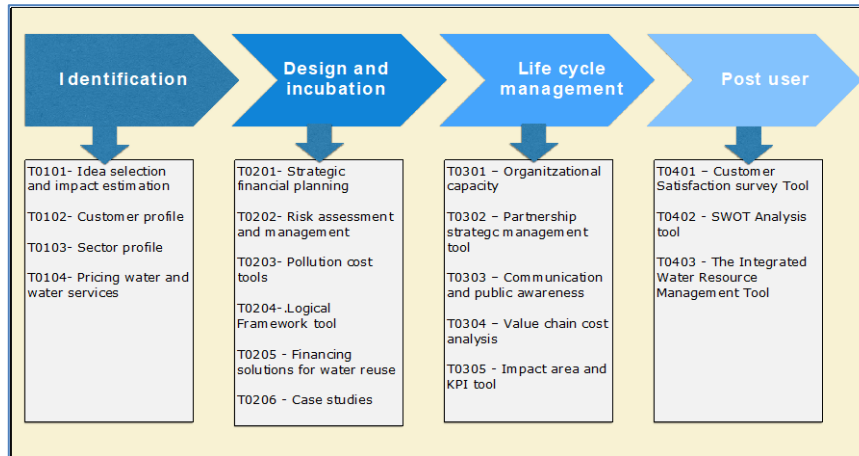 Identification
Design and
incubation
Life cycle
management
Post user
T0101- Idea selection
and impact estimation
T0102- Customer profile
T0103- Sector profile
T0104- Pricing water and
water services
T0201- Strategic
financial planning
T0202- Risk assessment
and management
T0203- Pollution cost
tools
T0204-.Logical
Framework tool
T0205 - Financing
solutions for water reuse
T0206 - Case studies
T0301 – Organitzational
capacity
T0302 – Partnership
strategc management
tool
T0303 – Communication
and public awareness
T0304 – Value chain cost
analysis
T0305 - Impact area and
KPI tool
T0401 – Customer
Satisfaction survey Tool
T0402 - SWOT Analysis
tool
T0403 - The Integrated
Water Resource
Management Tool